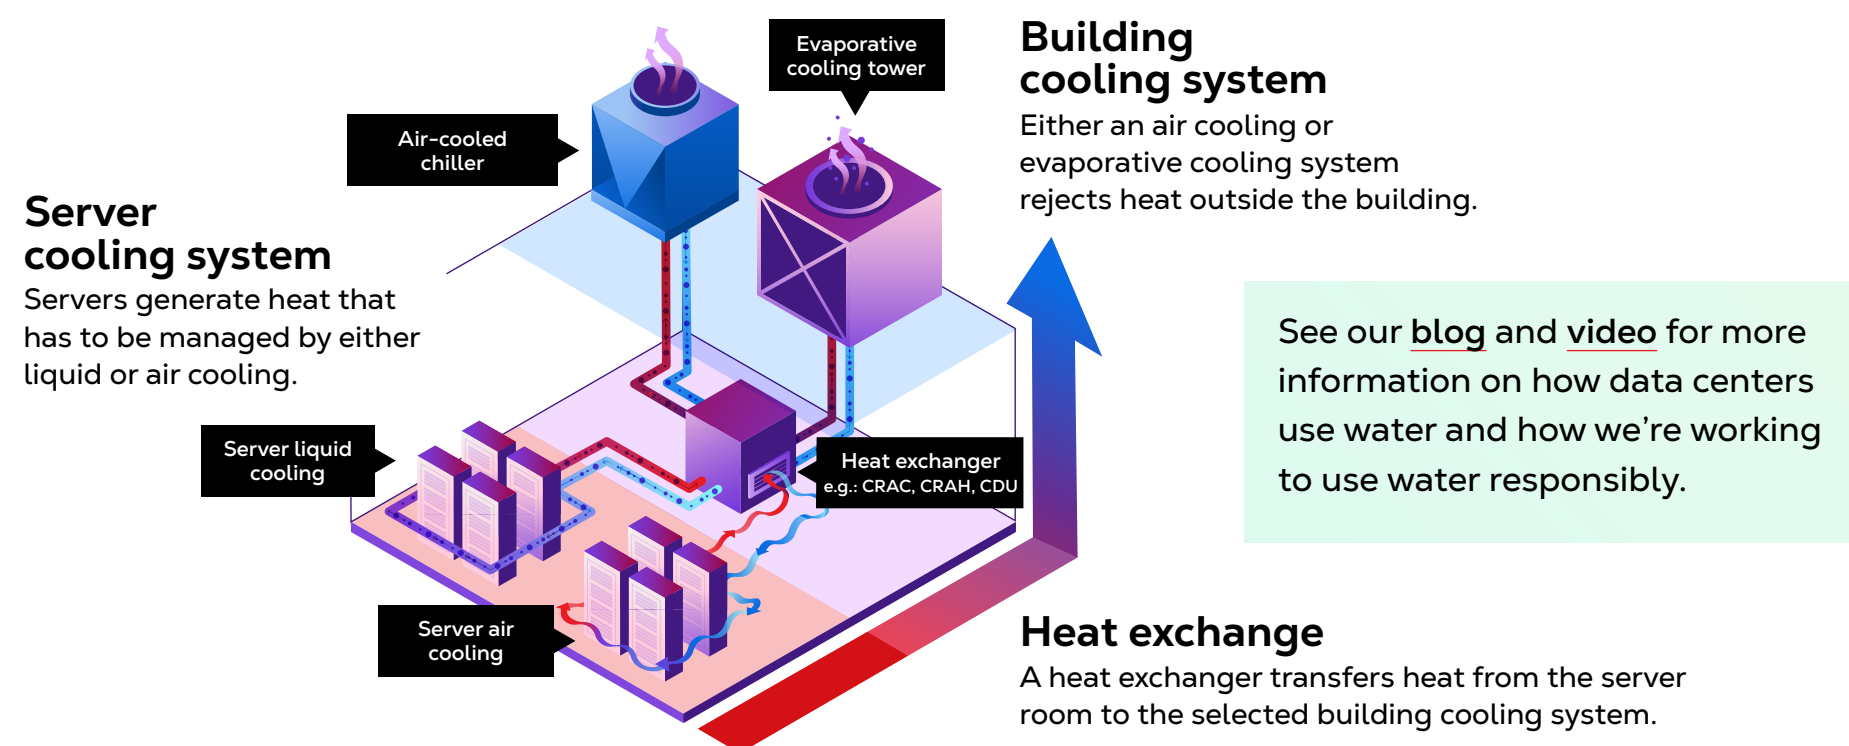 Building
cooling system
Either an air cooling or
evaporative cooling system
rejects heat outside the building.
Evaporative
cooling tower
Air-cooled
chiller
Server
cooling system
Servers generate heat that
has to be managed by either
liquid or air cooling.
Server liquid
cooling
Heat exchanger
e.g.: CRAC, CRAH, CDU
Server air
cooling
See our blog and video for more
information on how data centers
use water and how we’re working
to use water responsibly.
Heat exchange
A heat exchanger transfers heat from the server
room to the selected building cooling system.